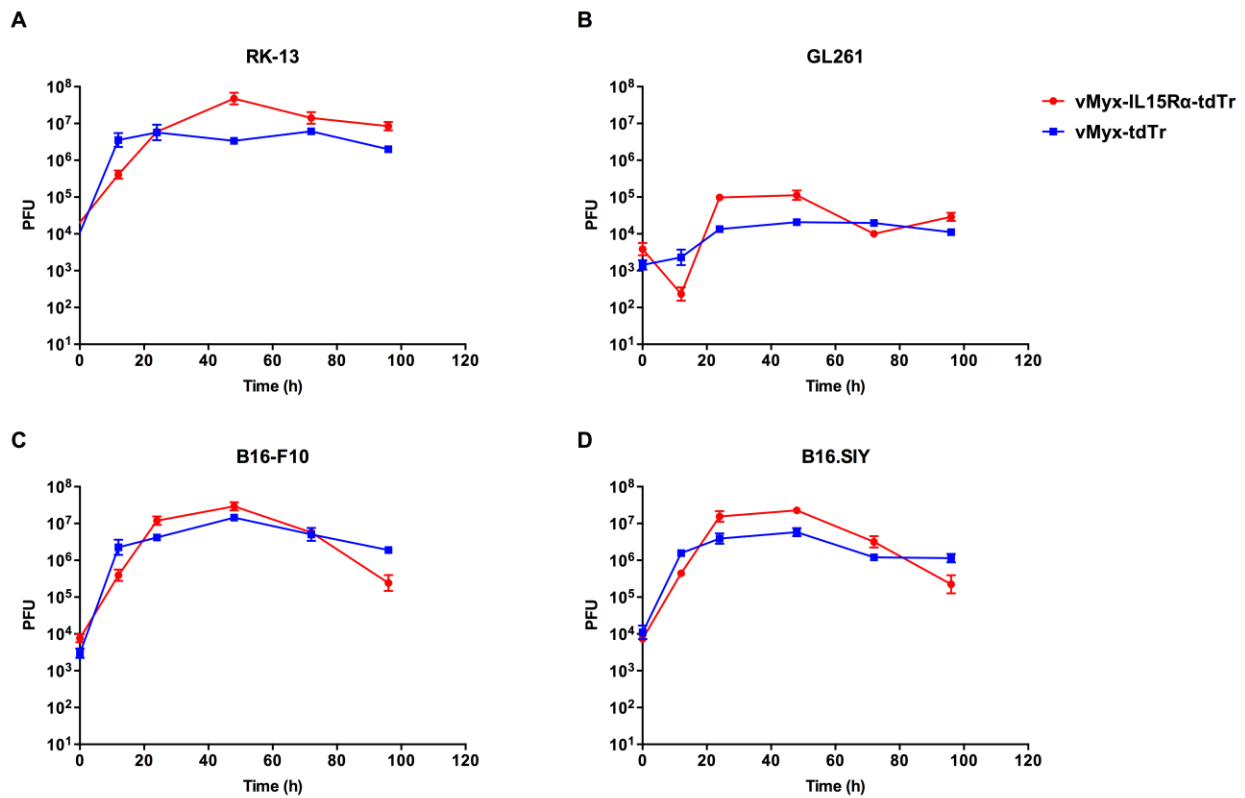 A
RK-13
10⁸
10⁷
10⁶
10⁵
10⁴
10³
10²
10¹
PFU
0 20 40 60 80 100 120
Time (h)
B
GL261
10⁸
10⁷
10⁶
10⁵
10⁴
10³
10²
10¹
PFU
0 20 40 60 80 100 120
Time (h)
vMyx-IL15Rα-tdTr
vMyx-tdTr
C
B16-F10
10⁸
10⁷
10⁶
10⁵
10⁴
10³
10²
10¹
PFU
0 20 40 60 80 100 120
Time (h)
D
B16.SIY
10⁸
10⁷
10⁶
10⁵
10⁴
10³
10²
10¹
PFU
0 20 40 60 80 100 120
Time (h)